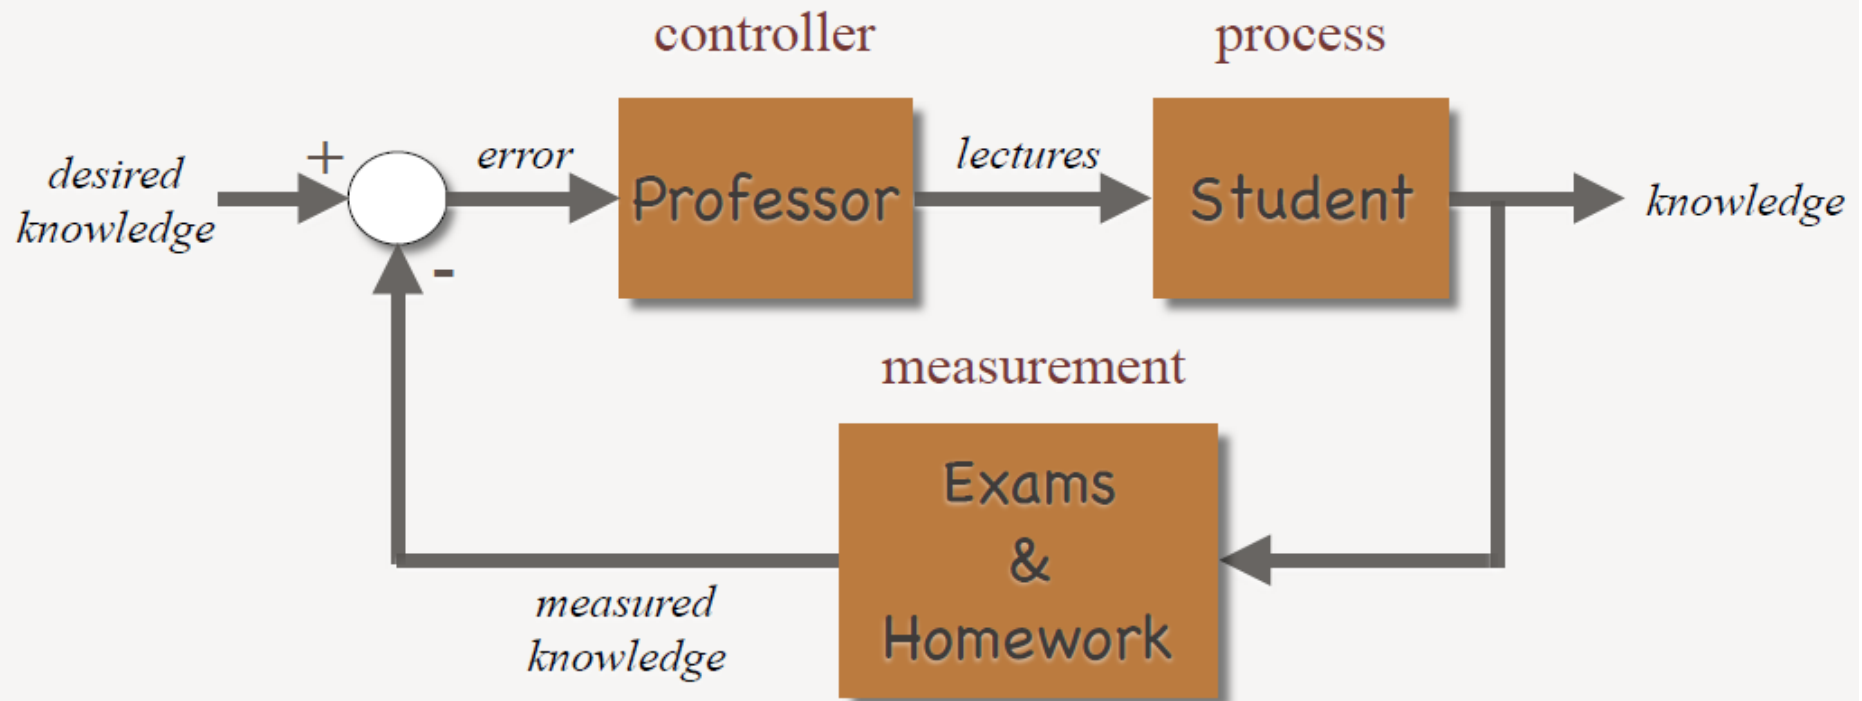 controller
process
desired
knowledge
+
error
Professor
lectures
Student
knowledge
-
measurement
Exams
&
Homework
measured
knowledge